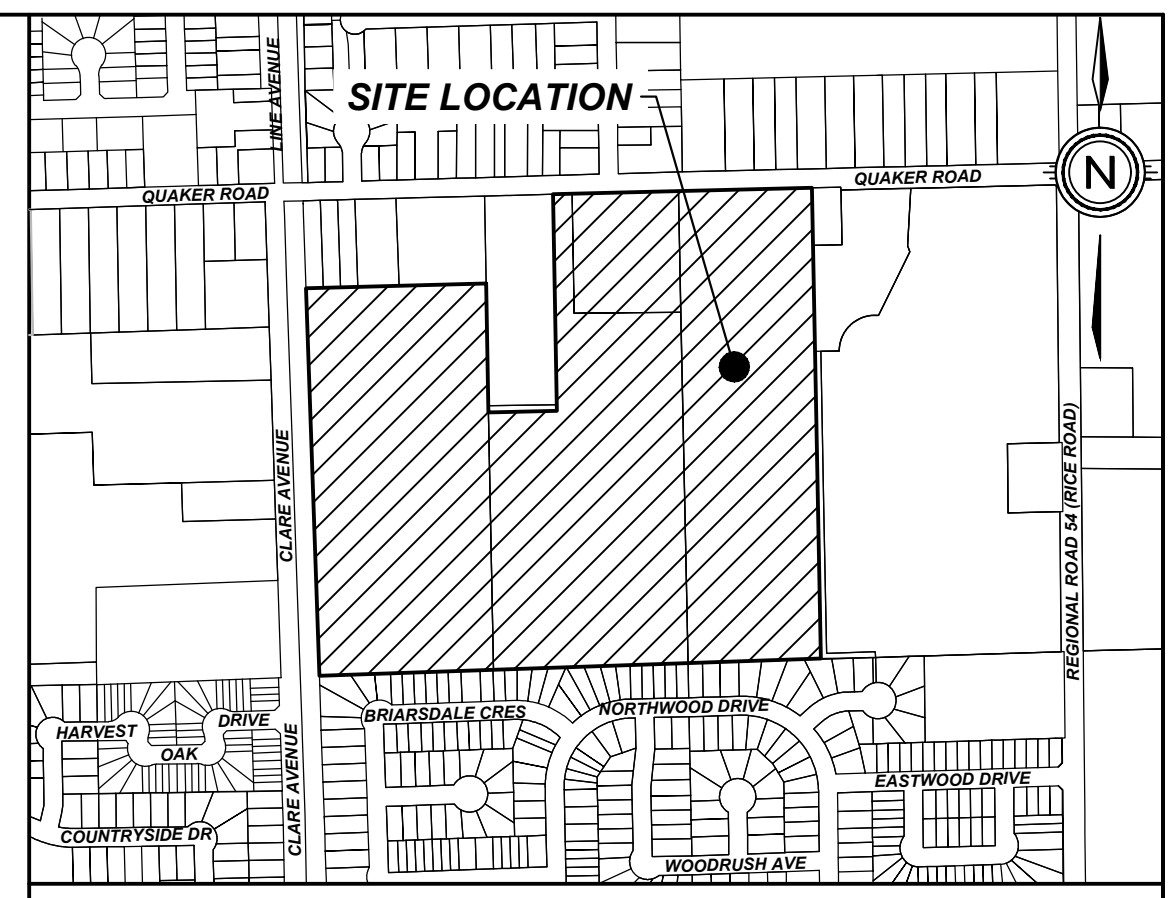 LINE AVENUE
SITE LOCATION
QUAKER ROAD
QUAKER ROAD
N
CLARE AVENUE
REGIONAL ROAD 54 (RICE ROAD)
HARVEST
OAK
DRIVE
BRIARSDALE CRES
NORTHWOOD DRIVE
CLARE AVENUE
EASTWOOD DRIVE
COUNTRYSIDE DR
WOODRUSH AVE